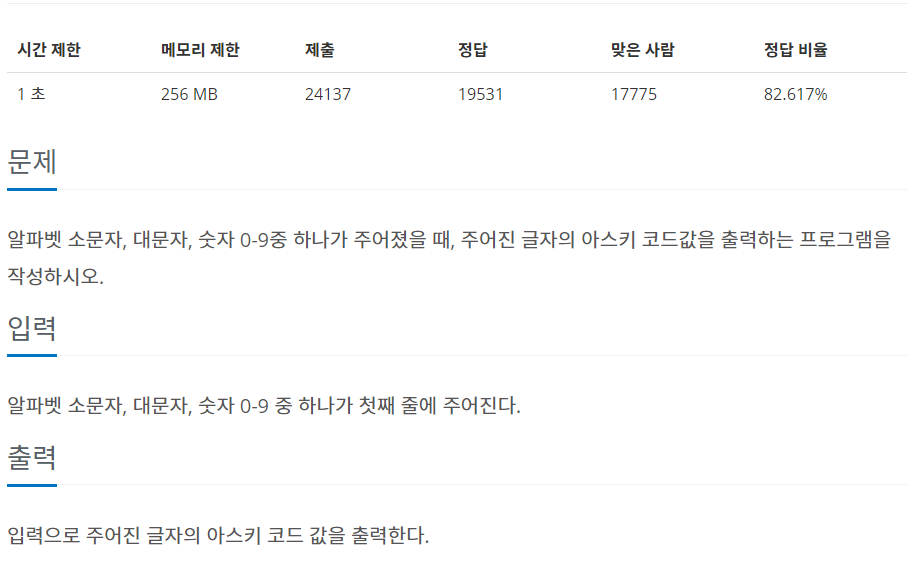 시간 제한 메모리 제한 제출 정답 맞은 사람 정답 비율
1 초 256 MB 24137 19531 17775 82.617%
문제
알파벳 소문자, 대문자, 숫자 0-9중 하나가 주어졌을 때, 주어진 글자의 아스키 코드값을 출력하는 프로그램을
작성하시오.
입력
알파벳 소문자, 대문자, 숫자 0-9 중 하나가 첫째 줄에 주어진다.
출력
입력으로 주어진 글자의 아스키 코드 값을 출력한다.